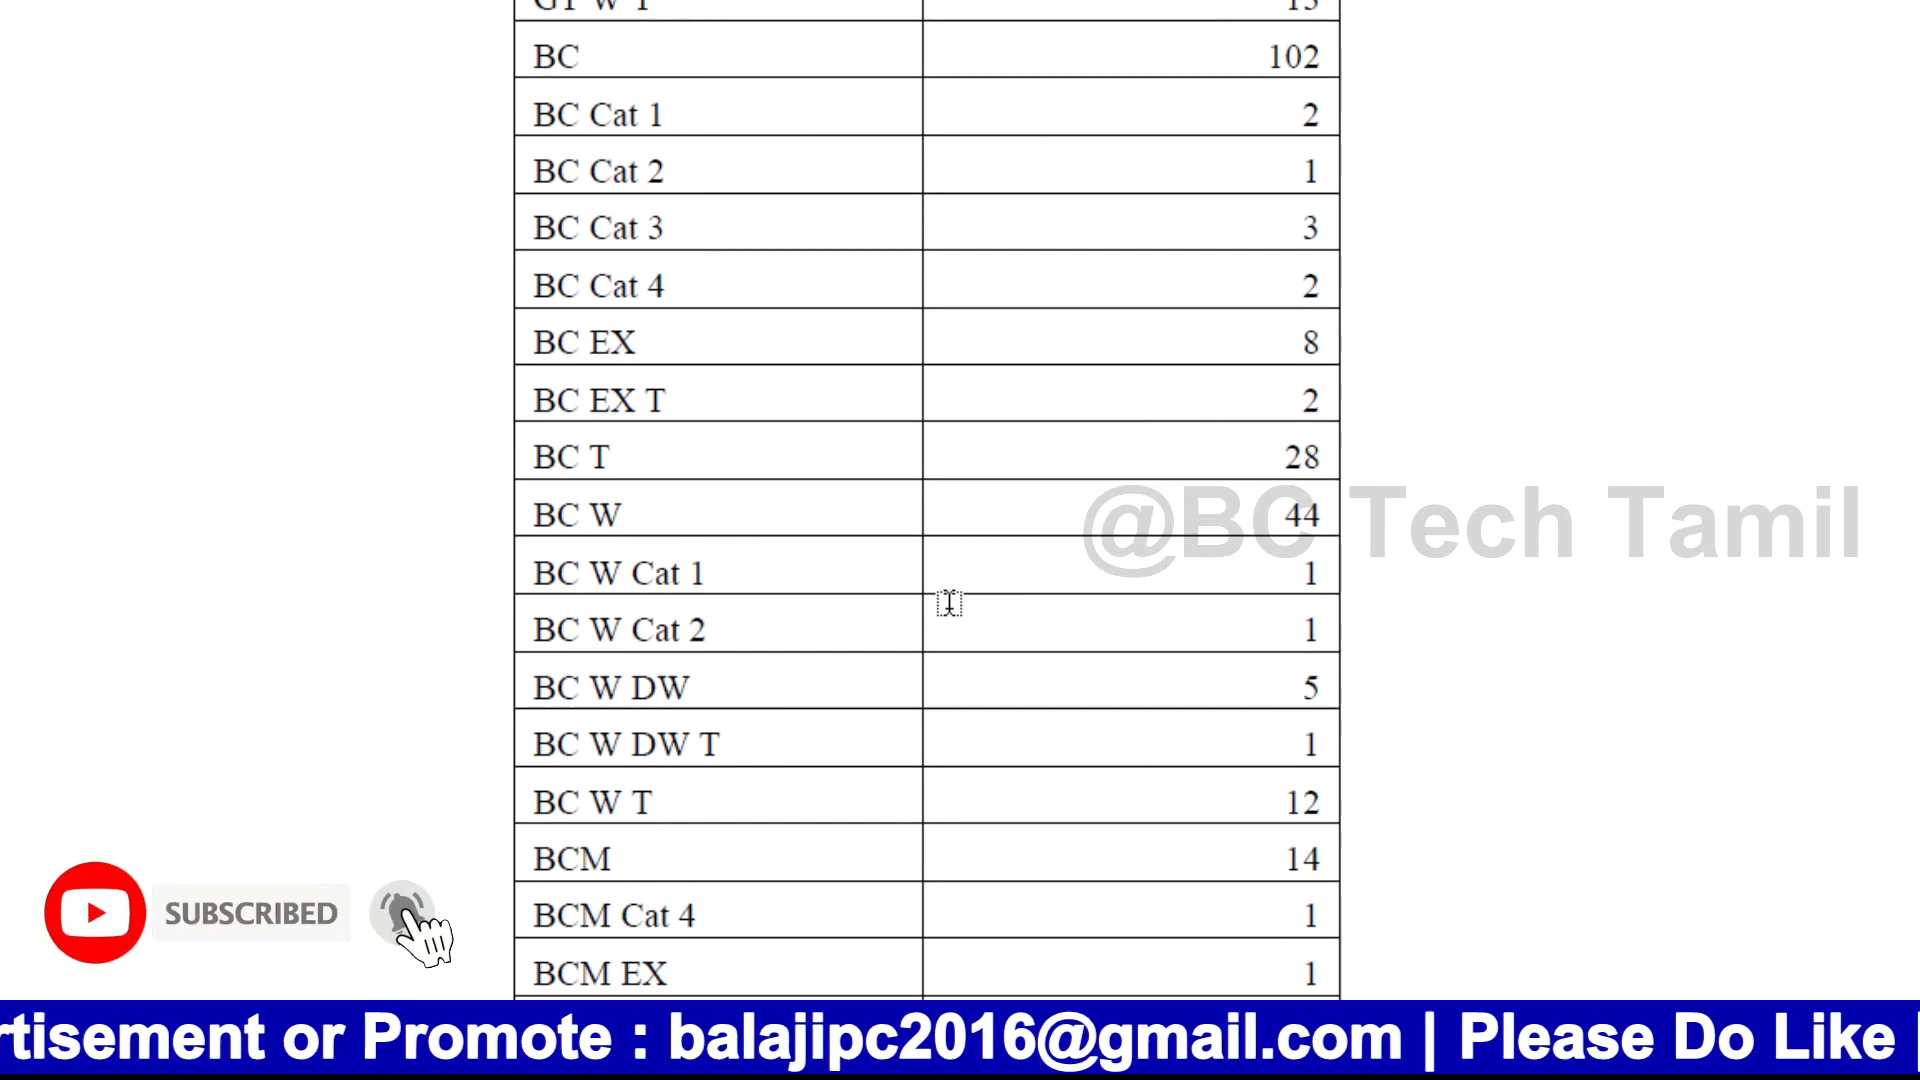 GT W T 13
BC 102
BC Cat 1 2
BC Cat 2 1
BC Cat 3 3
BC Cat 4 2
BC EX 8
BC EX T 2
BC T 28
BC W 44
@BC Tech Tamil
BC W Cat 1 1
BC W Cat 2 1
BC W DW 5
BC W DW T 1
BC W T 12
BCM 14
BCM Cat 4 1
SUBSCRIBED
BCM EX 1
rtisement or Promote : balajipc2016@gmail.com | Please Do Like |